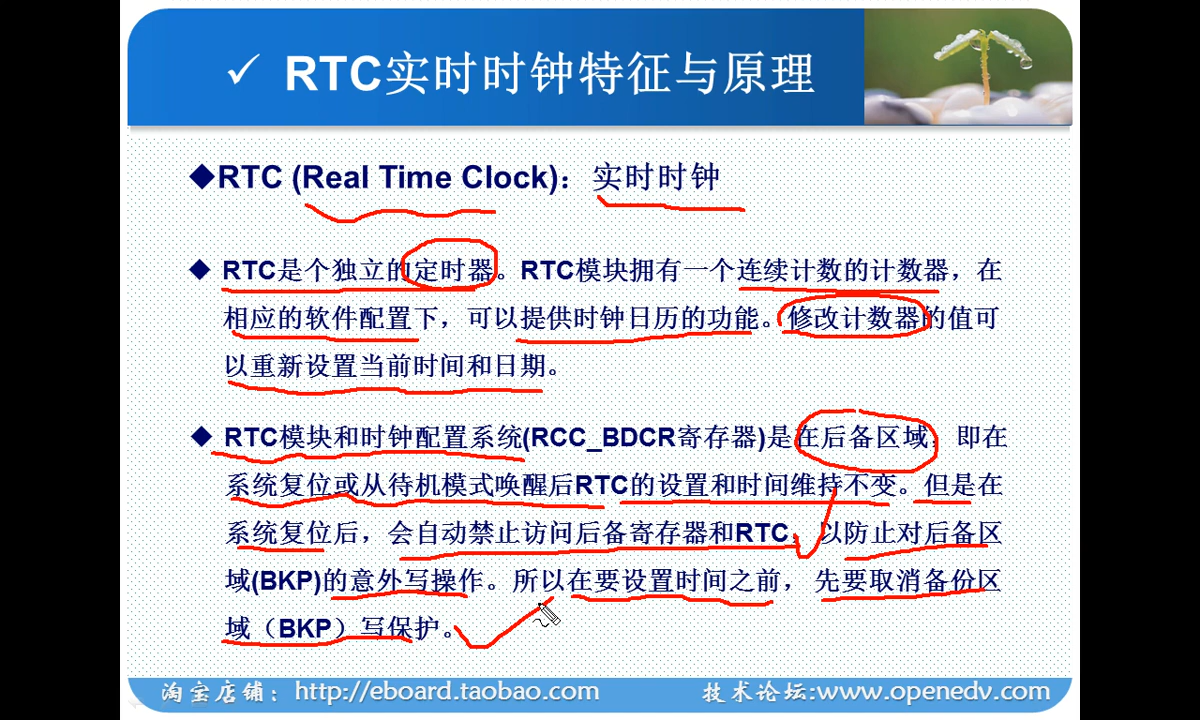 ✓ RTC实时时钟特征与原理
◆RTC (Real Time Clock)：实时时钟
◆ RTC是个独立的定时器。RTC模块拥有一个连续计数的计数器，在
相应的软件配置下，可以提供时钟日历的功能。修改计数器的值可
以重新设置当前时间和日期。
◆ RTC模块和时钟配置系统(RCC_BDCR寄存器)是在后备区域，即在
系统复位或从待机模式唤醒后RTC的设置和时间维持不变。但是在
系统复位后，会自动禁止访问后备寄存器和RTC，以防止对后备区
域(BKP)的意外写操作。所以在要设置时间之前，先要取消备份区
域（BKP）写保护。
淘宝店铺：http://eboard.taobao.com 技术论坛:www.openedv.com